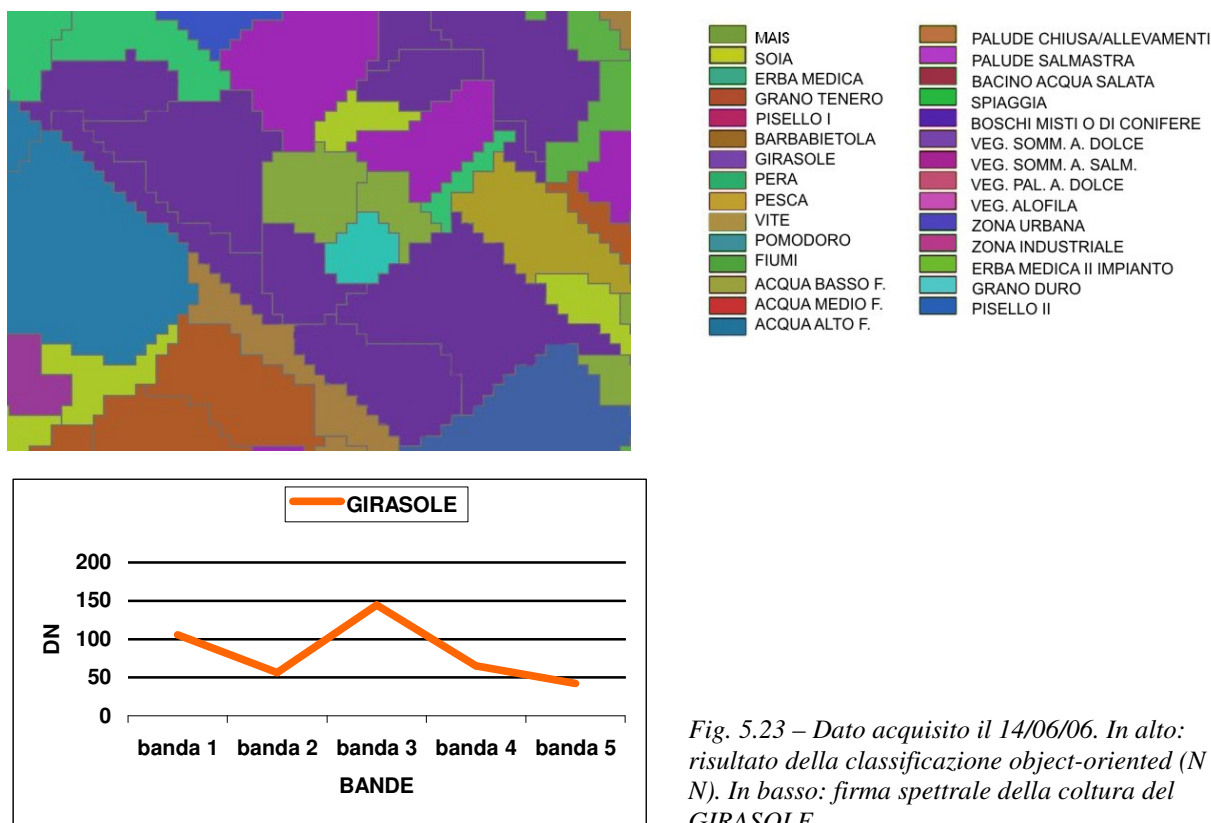 MAIS
SOIA
ERBA MEDICA
GRANO TENERO
PISELLO I
BARBABIETOLA
GIRASOLE
PERA
PESCA
VITE
POMODORO
FIUMI
ACQUA BASSO F.
ACQUA MEDIO F.
ACQUA ALTO F.
PALUDE CHIUSA/ALLEVAMENTI
PALUDE SALMASTRA
BACINO ACQUA SALATA
SPIAGGIA
BOSCHI MISTI O DI CONIFERE
VEG. SOMM. A. DOLCE
VEG. SOMM. A. SALM.
VEG. PAL. A. DOLCE
VEG. ALOFILA
ZONA URBANA
ZONA INDUSTRIALE
ERBA MEDICA II IMPIANTO
GRANO DURO
PISELLO II
GIRASOLE
200
150
100
50
0
DN
banda 1 banda 2 banda 3 banda 4 banda 5
BANDE
Fig. 5.23 – Dato acquisito il 14/06/06. In alto:
risultato della classificazione object-oriented (N
N). In basso: firma spettrale della coltura del
GIRASOLE